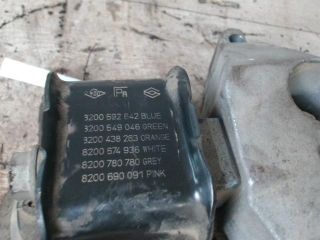 8200 592 642 BLUE
8200 549 046 GREEN
8200 438 283 ORANGE
8200 574 936 WHITE
8200 780 780 GREY
8200 690 091 PINK